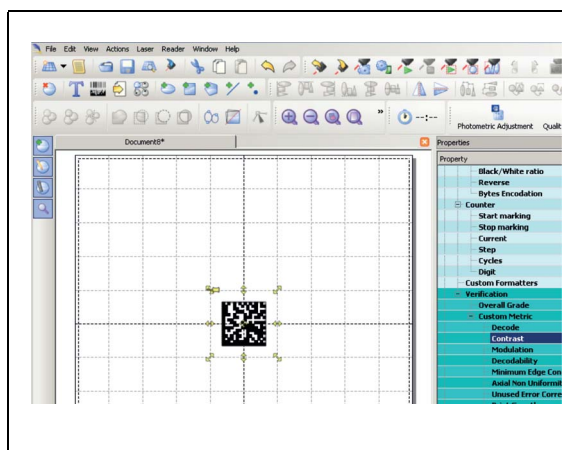 File Edit View Actions Laser Reader Window Help
--:--
Photometric Adjustment Qualit
Document8*
Properties
Property
Black/White ratio
Reverse
Bytes Encodation
Counter
Start marking
Stop marking
Current
Step
Cycles
Digit
Custom Formatters
Verification
Overall Grade
Custom Metric
Decode
Contrast
Modulation
Decodability
Minimum Edge Con
Axial Non Uniformit
Unused Error Corre